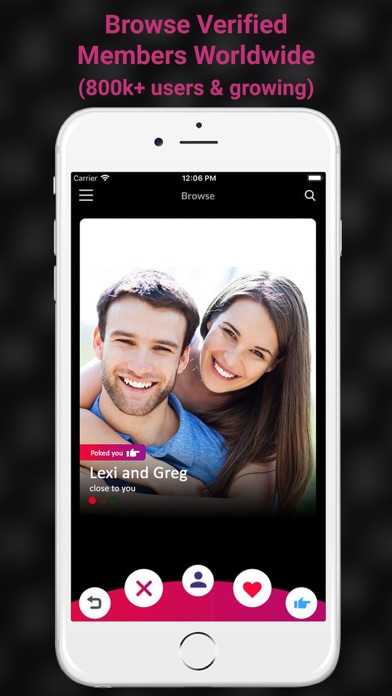 Browse Verified
Members Worldwide
(800k+ users & growing)
Carrier 12:06 PM
Browse
Poked you
Lexi and Greg
close to you